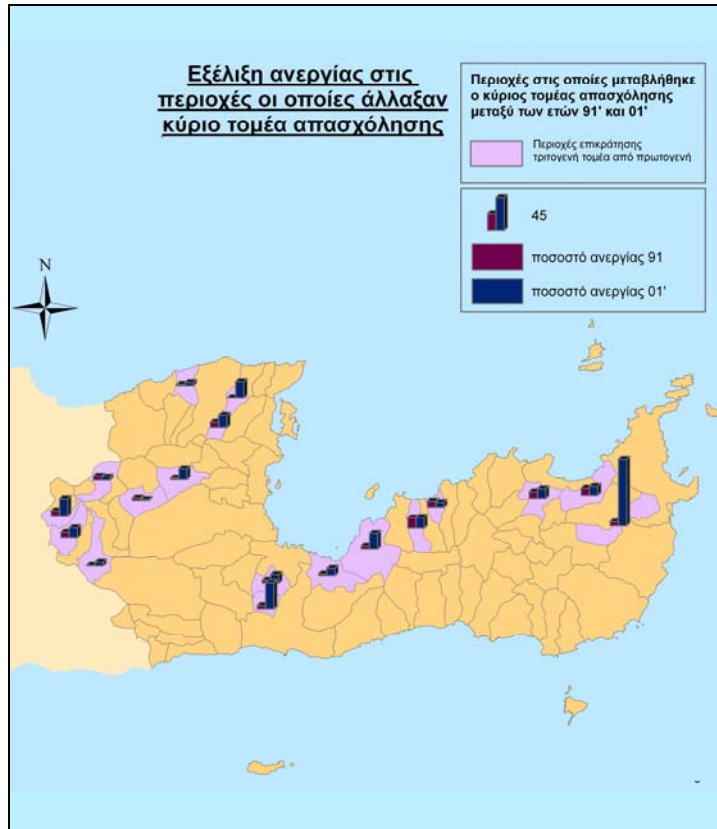 Εξέλιξη ανεργίας στις
περιοχές οι οποίες άλλαξαν
κύριο τομέα απασχόλησης
Περιοχές στις οποίες μεταβλήθηκε
ο κύριος τομέας απασχόλησης
μεταξύ των ετών 91' και 01'
Περιοχές επικράτησης
τριτογενή τομέα από πρωτογενή
45
ποσοστό ανεργίας 91
ποσοστό ανεργίας 01'
N